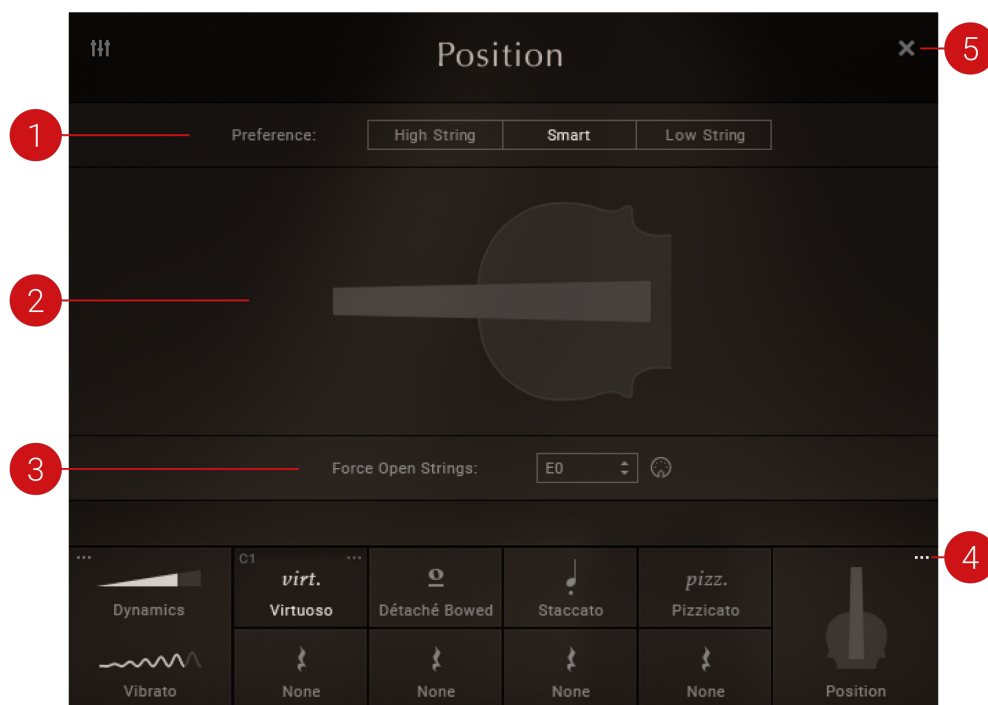 Position
5
1
Preference:
High String
Smart
Low String
2
3
Force Open Strings:
E0
4
C1
virt.
pizz.
Dynamics
Virtuoso
Détaché Bowed
Staccato
Pizzicato
Vibrato
None
None
None
None
Position